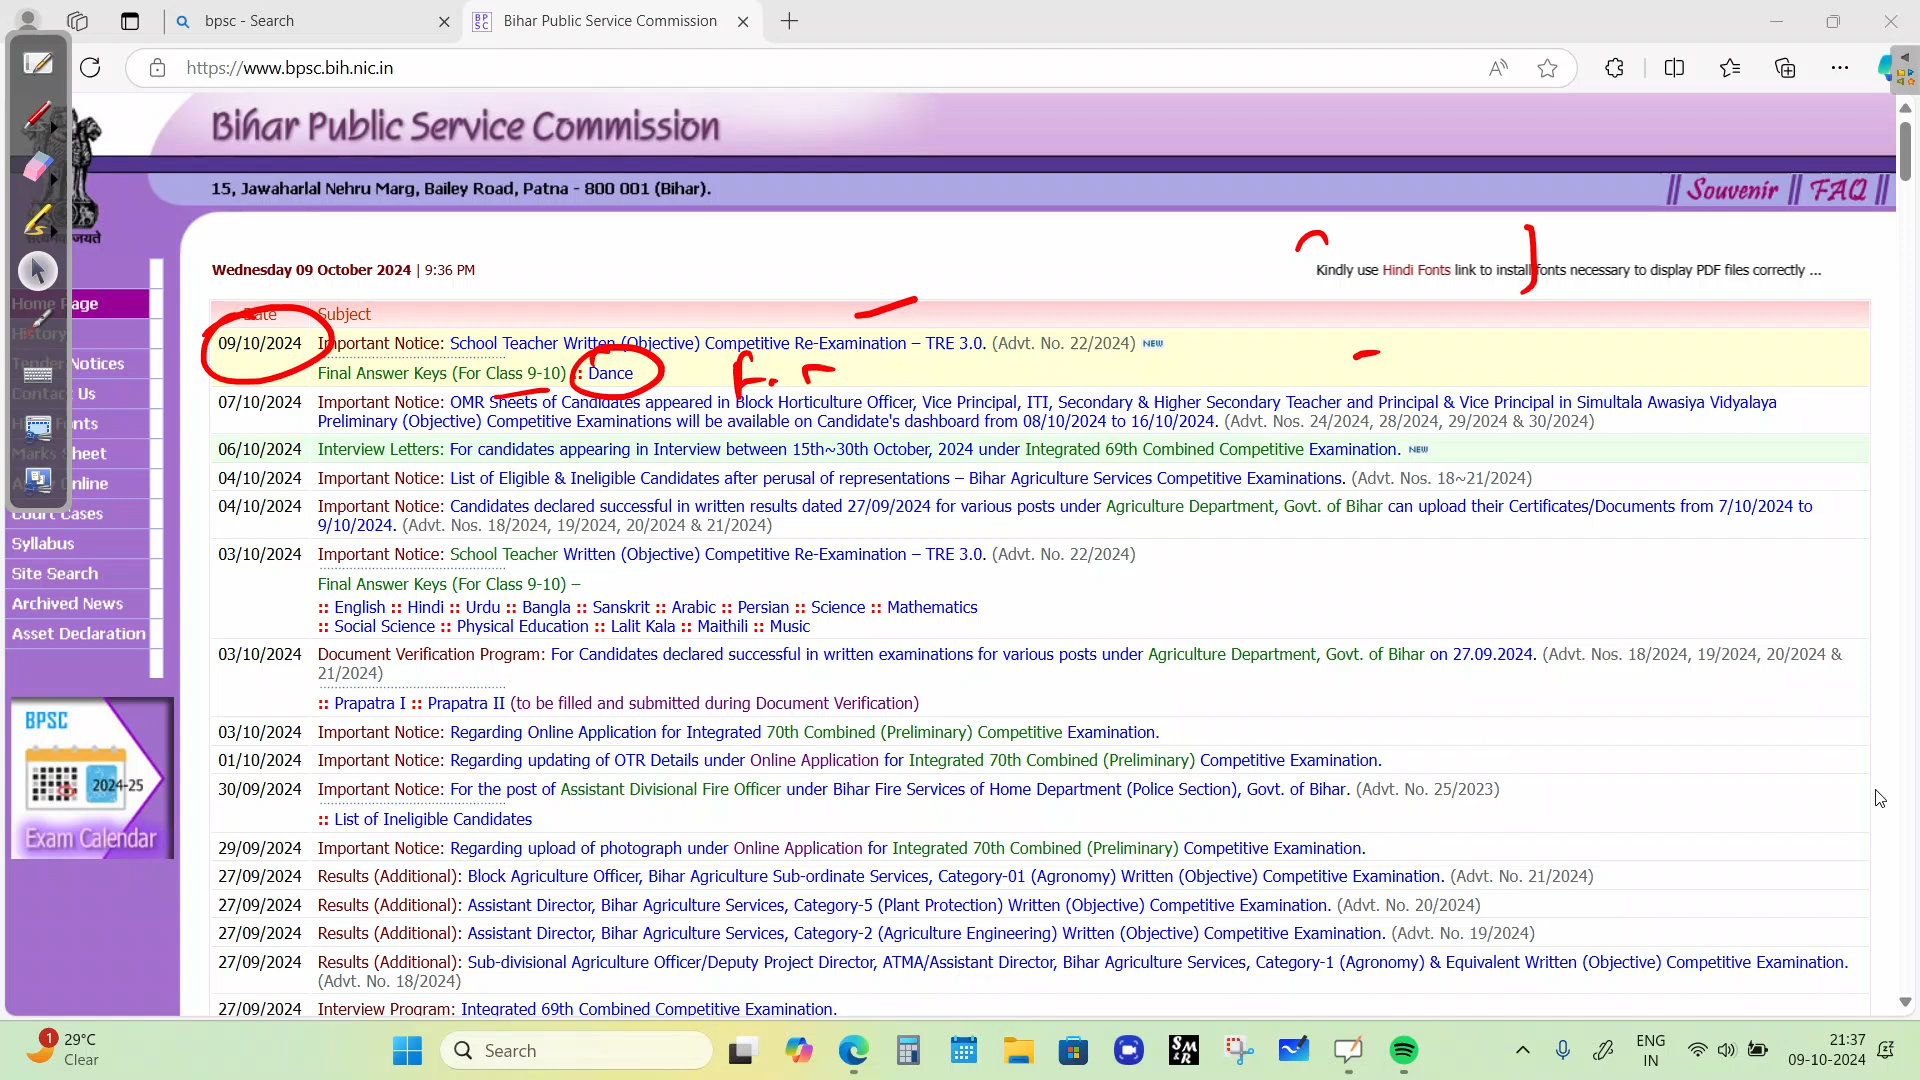 bpsc - Search
Bihar Public Service Commission
https://www.bpsc.bih.nic.in
Bihar Public Service Commission
15, Jawaharlal Nehru Marg, Bailey Road, Patna - 800 001 (Bihar).
|| Souvenir || FAQ ||
Wednesday 09 October 2024 | 9:36 PM
Kindly use Hindi Fonts link to install fonts necessary to display PDF files correctly ...
Home Page
Tender Notices
Syllabus
Site Search
Archived News
Asset Declaration
BPSC
2024-25
Exam Calendar
Date Subject
09/10/2024 Important Notice: School Teacher Written (Objective) Competitive Re-Examination – TRE 3.0. (Advt. No. 22/2024) NEW
Final Answer Keys (For Class 9-10) :: Dance
07/10/2024 Important Notice: OMR Sheets of Candidates appeared in Block Horticulture Officer, Vice Principal, ITI, Secondary & Higher Secondary Teacher and Principal & Vice Principal in Simultala Awasiya Vidyalaya
Preliminary (Objective) Competitive Examinations will be available on Candidate's dashboard from 08/10/2024 to 16/10/2024. (Advt. Nos. 24/2024, 28/2024, 29/2024 & 30/2024)
06/10/2024 Interview Letters: For candidates appearing in Interview between 15th~30th October, 2024 under Integrated 69th Combined Competitive Examination. NEW
04/10/2024 Important Notice: List of Eligible & Ineligible Candidates after perusal of representations – Bihar Agriculture Services Competitive Examinations. (Advt. Nos. 18~21/2024)
04/10/2024 Important Notice: Candidates declared successful in written results dated 27/09/2024 for various posts under Agriculture Department, Govt. of Bihar can upload their Certificates/Documents from 7/10/2024 to
9/10/2024. (Advt. Nos. 18/2024, 19/2024, 20/2024 & 21/2024)
03/10/2024 Important Notice: School Teacher Written (Objective) Competitive Re-Examination – TRE 3.0. (Advt. No. 22/2024)
Final Answer Keys (For Class 9-10) –
:: English :: Hindi :: Urdu :: Bangla :: Sanskrit :: Arabic :: Persian :: Science :: Mathematics
:: Social Science :: Physical Education :: Lalit Kala :: Maithili :: Music
03/10/2024 Document Verification Program: For Candidates declared successful in written examinations for various posts under Agriculture Department, Govt. of Bihar on 27.09.2024. (Advt. Nos. 18/2024, 19/2024, 20/2024 &
21/2024)
:: Prapatra I :: Prapatra II (to be filled and submitted during Document Verification)
03/10/2024 Important Notice: Regarding Online Application for Integrated 70th Combined (Preliminary) Competitive Examination.
01/10/2024 Important Notice: Regarding updating of OTR Details under Online Application for Integrated 70th Combined (Preliminary) Competitive Examination.
30/09/2024 Important Notice: For the post of Assistant Divisional Fire Officer under Bihar Fire Services of Home Department (Police Section), Govt. of Bihar. (Advt. No. 25/2023)
:: List of Ineligible Candidates
29/09/2024 Important Notice: Regarding upload of photograph under Online Application for Integrated 70th Combined (Preliminary) Competitive Examination.
27/09/2024 Results (Additional): Block Agriculture Officer, Bihar Agriculture Sub-ordinate Services, Category-01 (Agronomy) Written (Objective) Competitive Examination. (Advt. No. 21/2024)
27/09/2024 Results (Additional): Assistant Director, Bihar Agriculture Services, Category-5 (Plant Protection) Written (Objective) Competitive Examination. (Advt. No. 20/2024)
27/09/2024 Results (Additional): Assistant Director, Bihar Agriculture Services, Category-2 (Agriculture Engineering) Written (Objective) Competitive Examination. (Advt. No. 19/2024)
27/09/2024 Results (Additional): Sub-divisional Agriculture Officer/Deputy Project Director, ATMA/Assistant Director, Bihar Agriculture Services, Category-1 (Agronomy) & Equivalent Written (Objective) Competitive Examination.
(Advt. No. 18/2024)
27/09/2024 Interview Program: Integrated 69th Combined Competitive Examination.
1 29°C
Clear
Search
ENG
IN
21:37
09-10-2024